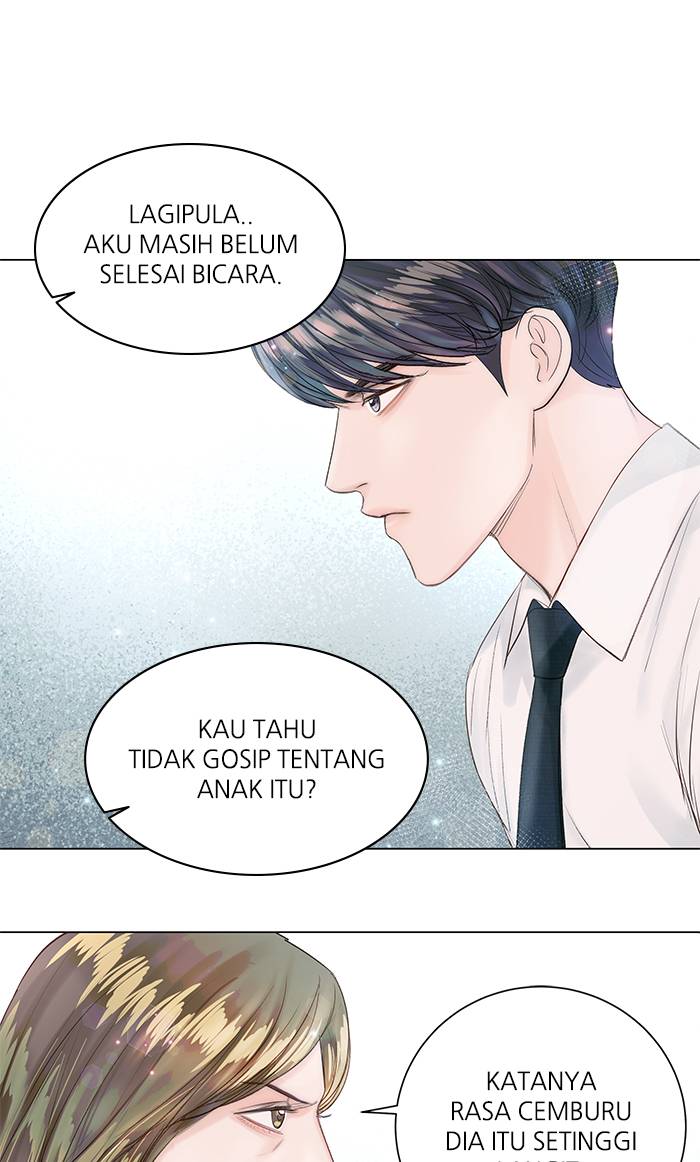 LAGIPULA..
AKU MASIH BELUM
SELESAI BICARA.
KAU TAHU
TIDAK GOSIP TENTANG
ANAK ITU?
KATANYA
RASA CEMBURU
DIA ITU SETINGGI